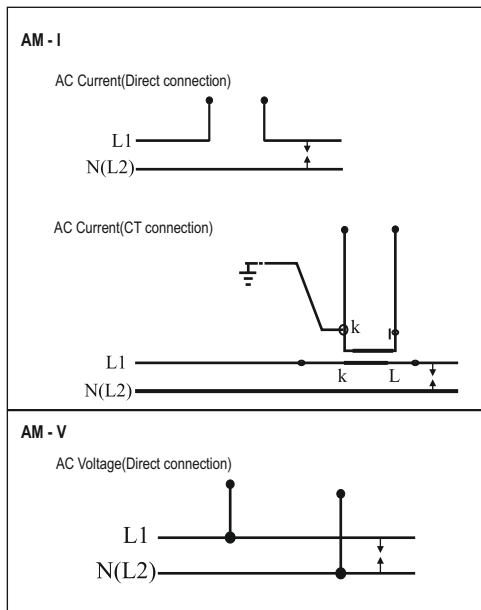 AM - I
AC Current(Direct connection)
L1
N(L2)
AC Current(CT connection)
k
l
L1
k L
N(L2)
AM - V
AC Voltage(Direct connection)
L1
N(L2)